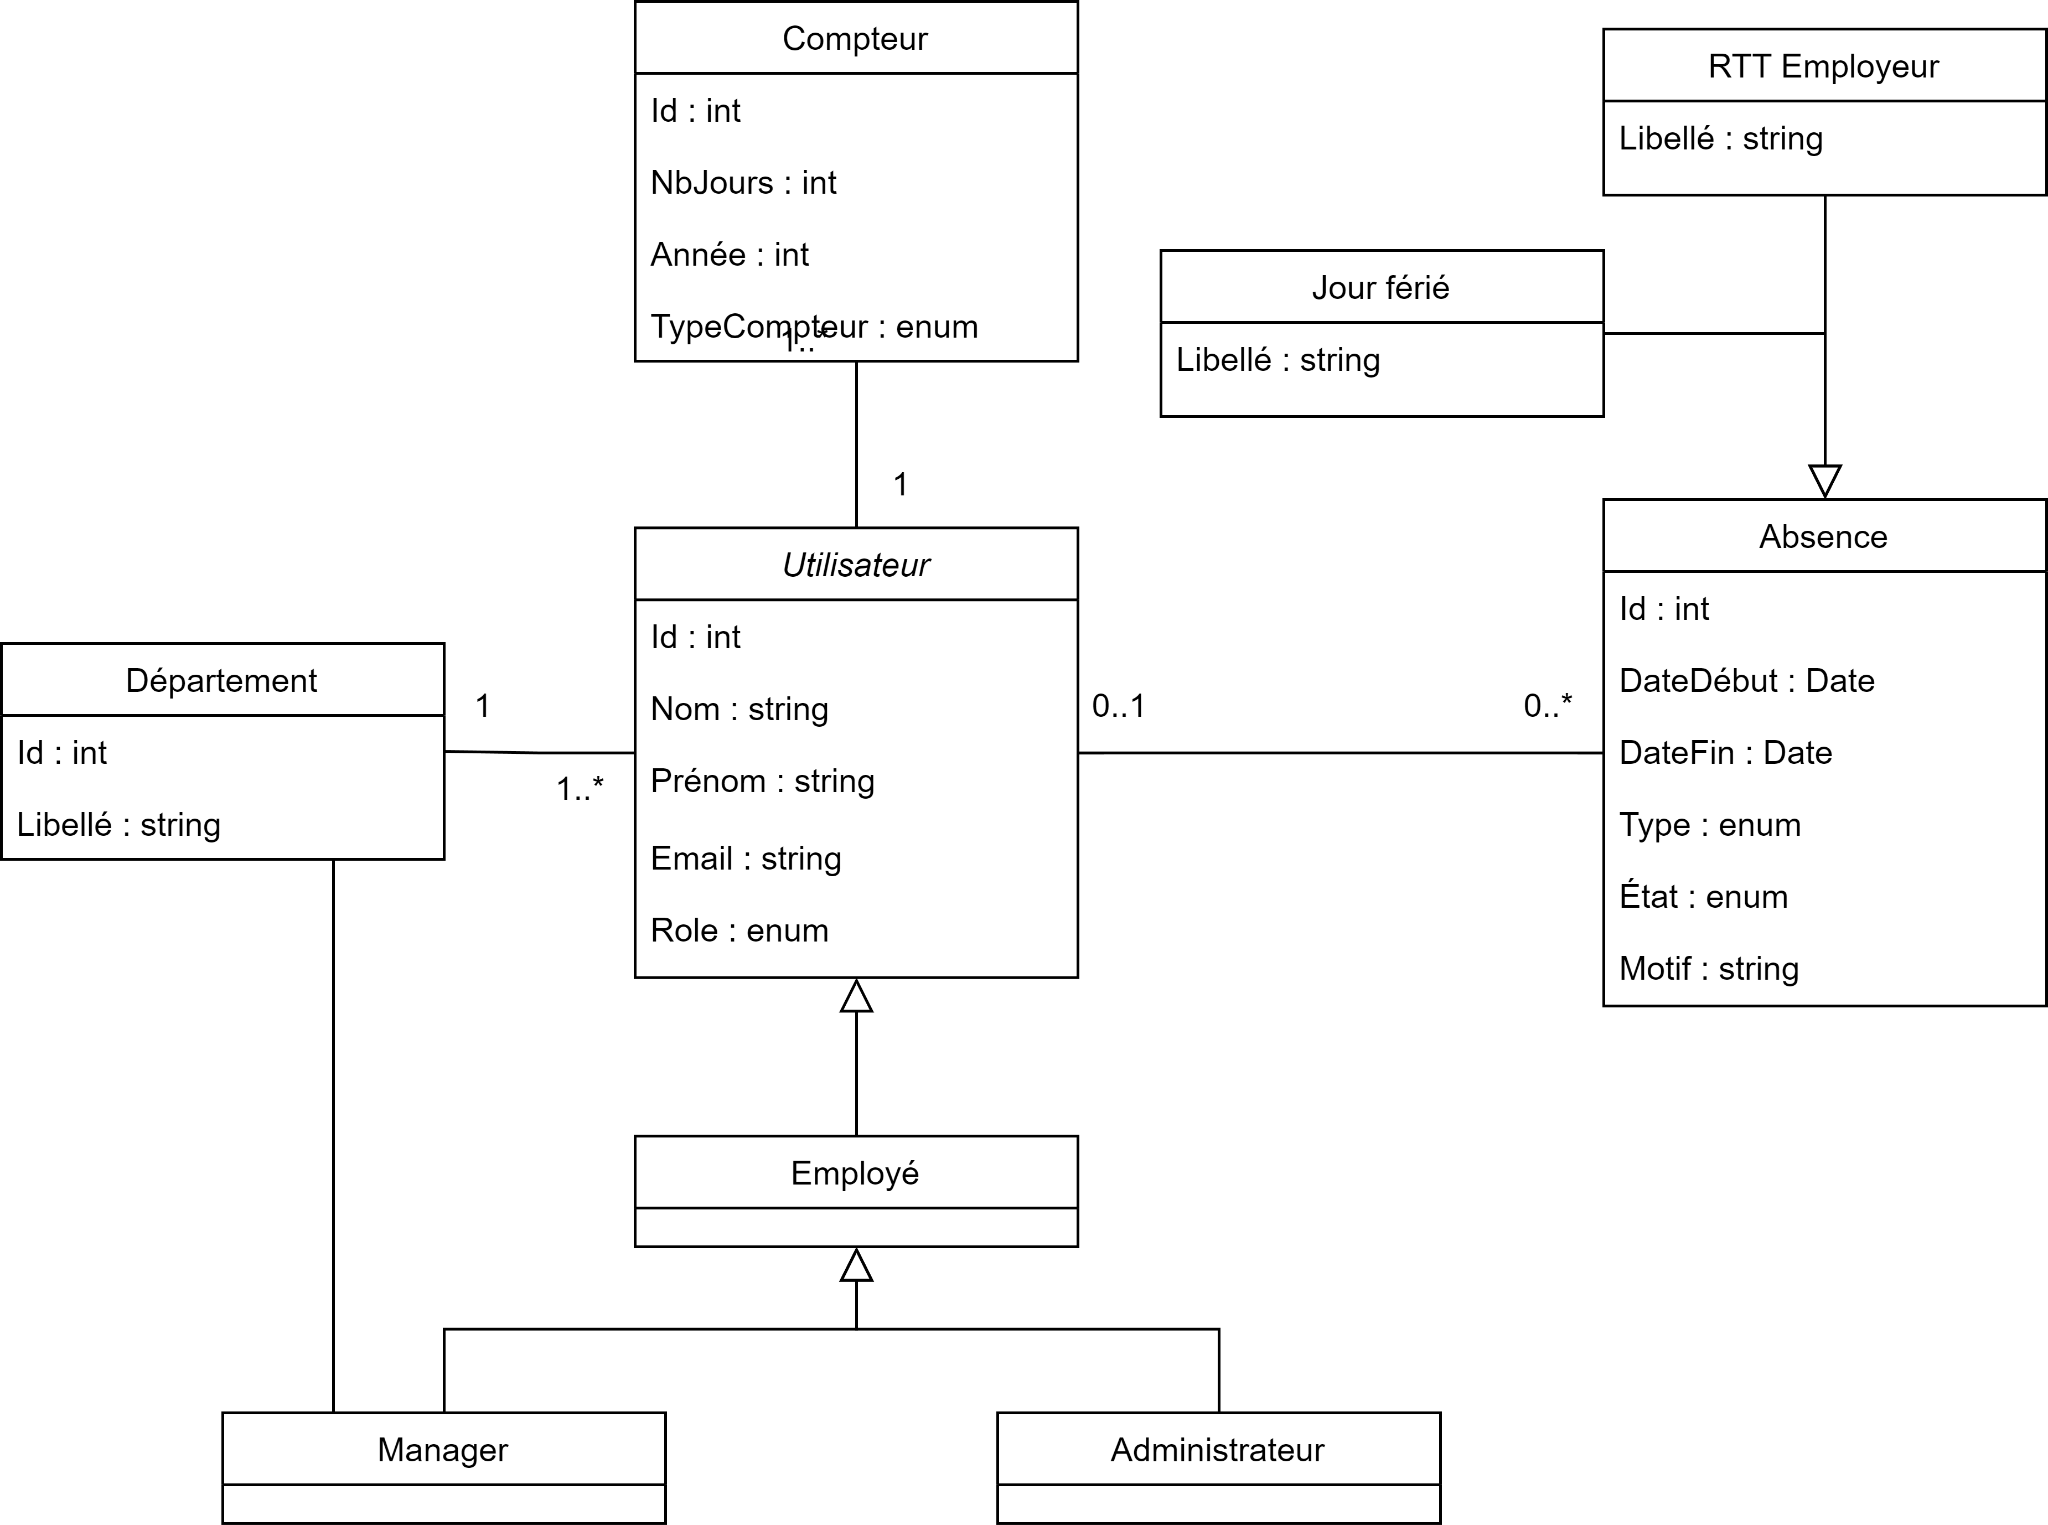 Compteur
Id : int
NbJours : int
Année : int
TypeCompteur : enum
1..*
1
RTT Employeur
Libellé : string
Jour férié
Libellé : string
Utilisateur
Id : int
Nom : string
Prénom : string
Email : string
Role : enum
Département
Id : int
Libellé : string
1
1..*
0..1
0..*
Absence
Id : int
DateDébut : Date
DateFin : Date
Type : enum
État : enum
Motif : string
Employé
Manager
Administrateur